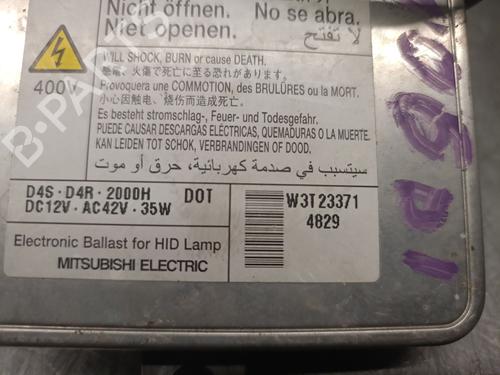 Nicht öffnen.
No se abra.
Niet openen.
لا تفتح
WILL SHOCK, BURN or cause DEATH.
感電、火傷で死亡に至る恐れがあります。
Provoquera une COMMOTION, des BRULÛRES ou la MORT.
小心因触电、烧伤而造成死亡。
Es besteht stromschlag-, Feuer- und Todesgefahr.
PUEDE CAUSAR DESCARGAS ELÉCTRICAS, QUEMADURAS O LA MUERTE.
KAN LEIDEN TOT SCHOK, VERBRANDINGEN OF DOOD.
سيتسبب في صدمة كهربائية، حرق أو موت
400V
D4S・D4R・2000H DOT
DC12V・AC42V・35W
W3T23371
4829
Electronic Ballast for HID Lamp
MITSUBISHI ELECTRIC
B-PARTS